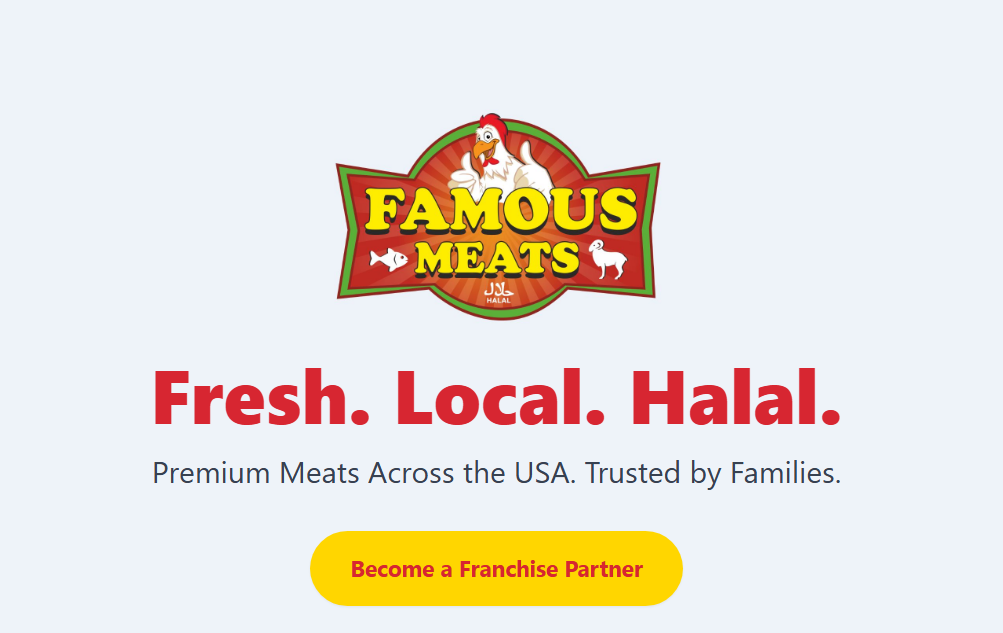 FAMOUS
MEATS
حلال
HALAL
Fresh. Local. Halal.
Premium Meats Across the USA. Trusted by Families.
Become a Franchise Partner